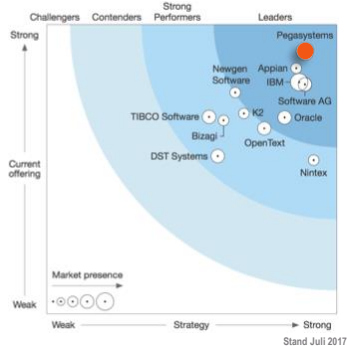 Challengers Contenders Strong Performers Leaders
Strong
Pegasystems
Appian
IBM
Software AG
Newgen
Software
K2
Oracle
TIBCO Software
Bizagi
OpenText
DST Systems
Nintex
Current
offering
Market presence
Weak
Weak Strategy Strong
Stand Juli 2017